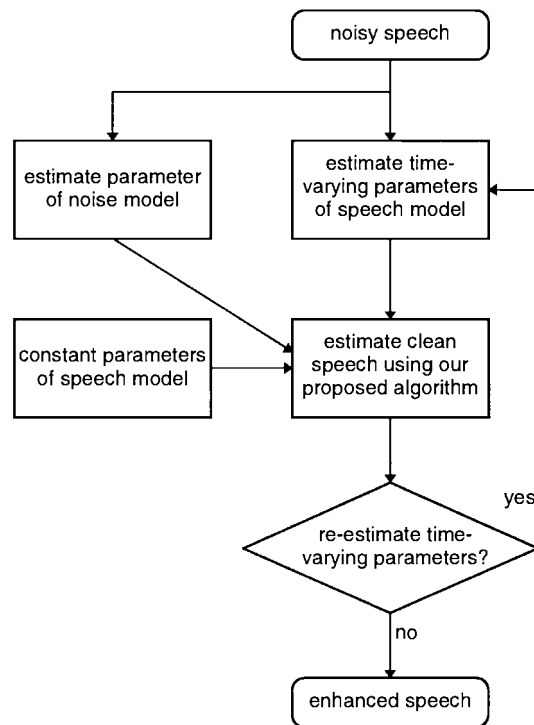 noisy speech
estimate parameter
of noise model
estimate time-
varying parameters
of speech model
constant parameters
of speech model
estimate clean
speech using our
proposed algorithm
yes
re-estimate time-
varying parameters?
no
enhanced speech